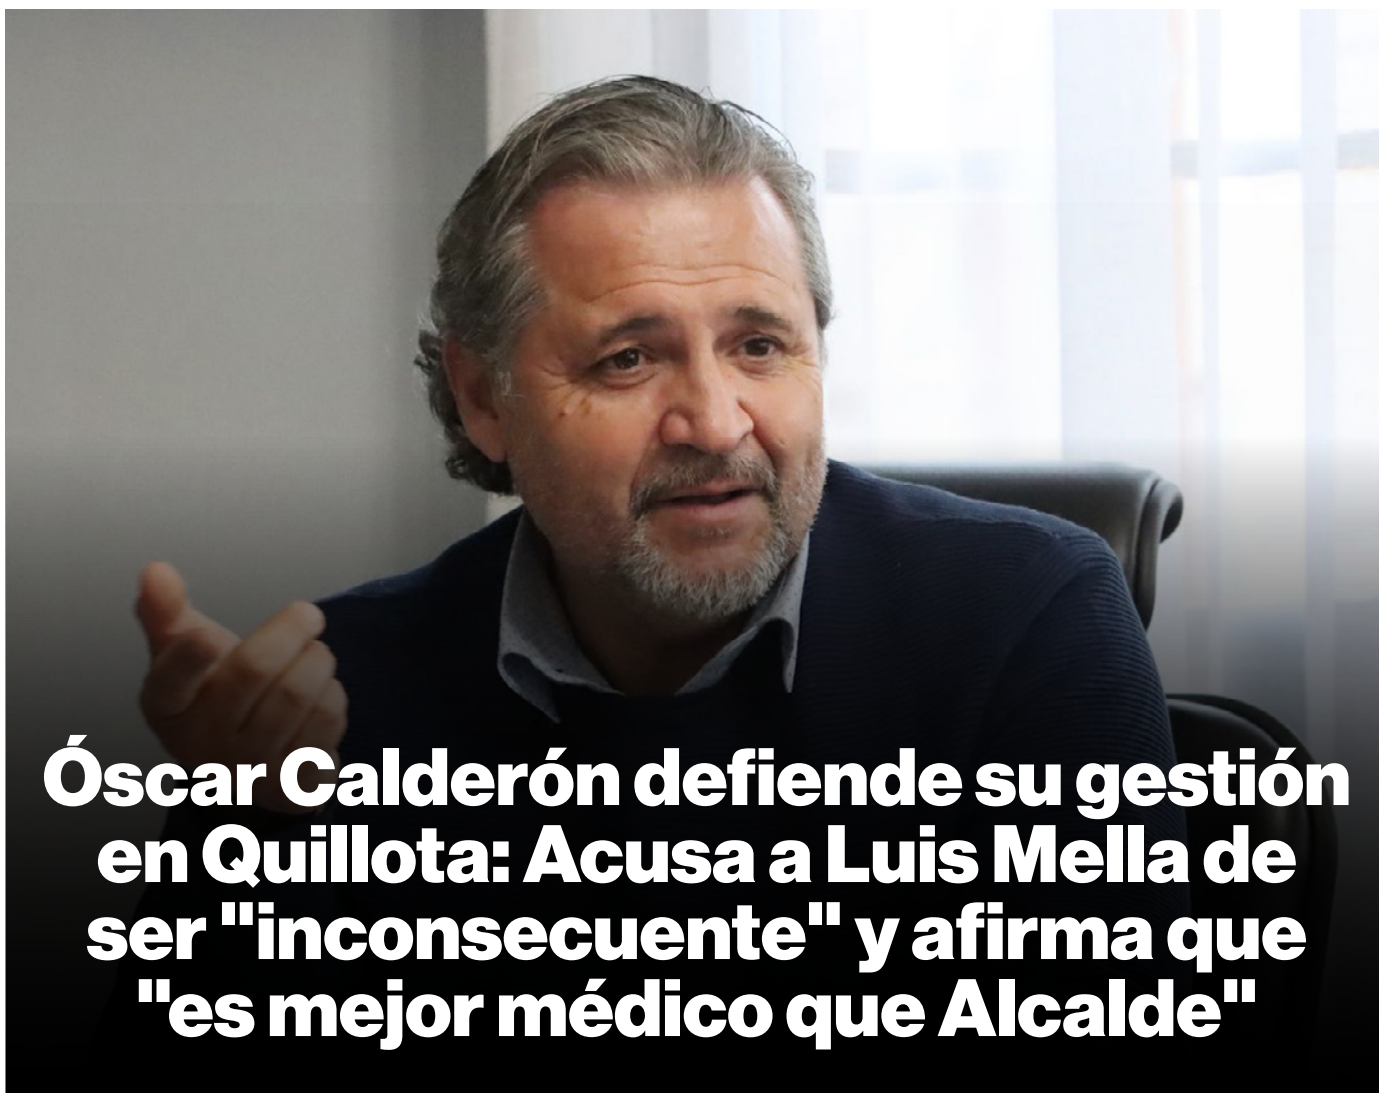 Óscar Calderón defiende su gestión
en Quillota: Acusa a Luis Mella de
ser "inconsecuente" y afirma que
"es mejor médico que Alcalde"